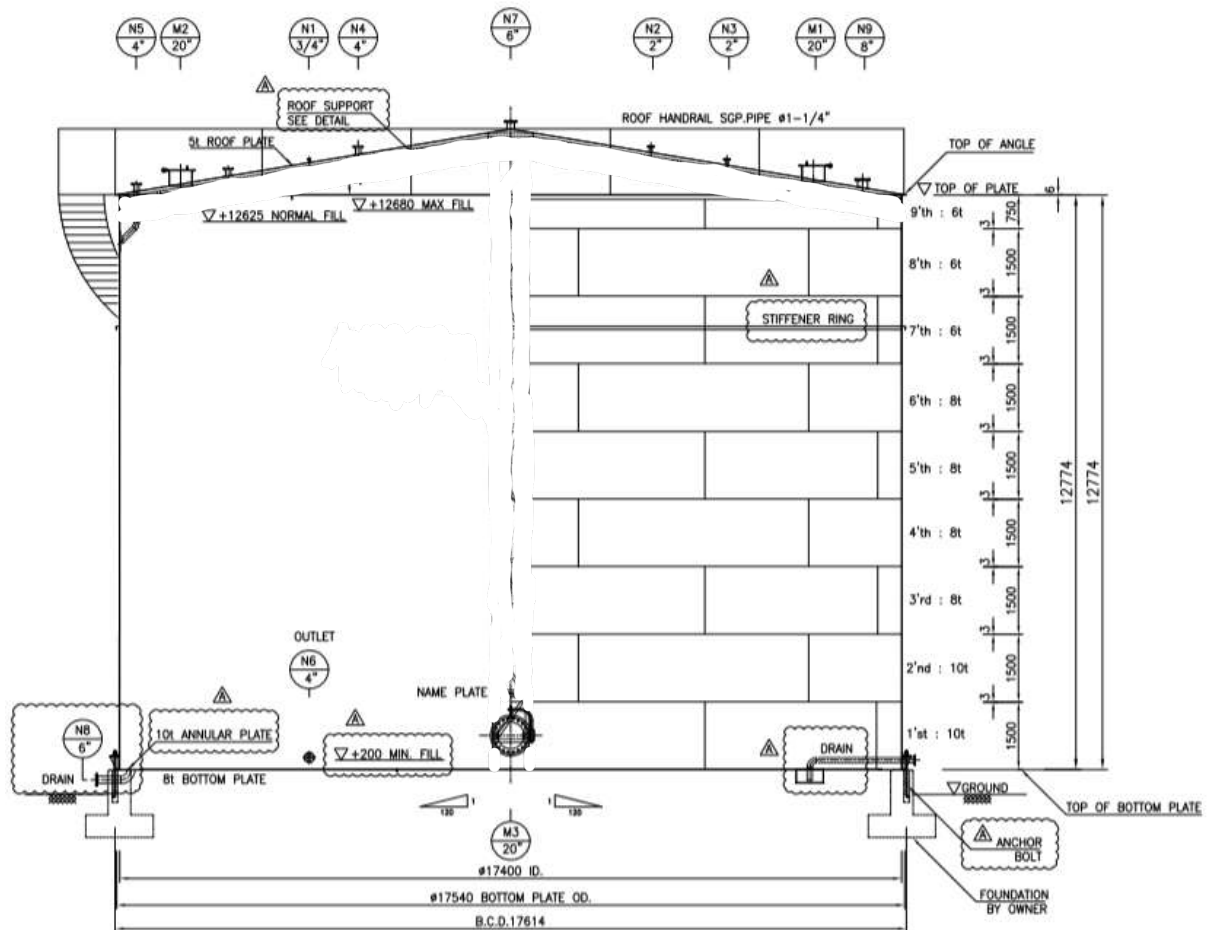 N5
4"
M2
20"
N1
3/4"
N4
4"
N7
6"
N2
2"
N3
2"
M1
20"
N9
8"
A
ROOF SUPPORT
SEE DETAIL
ROOF HANDRAIL SGP.PIPE ø1-1/4"
5t ROOF PLATE
TOP OF ANGLE
TOP OF PLATE
6
+12625 NORMAL FILL
+12680 MAX FILL
9'th : 6t
750
3
8'th : 6t
1500
3
A
STIFFENER RING
7'th : 6t
1500
3
6'th : 8t
1500
3
5'th : 8t
1500
3
12774
12774
4'th : 8t
1500
3
3'rd : 8t
1500
3
OUTLET
N6
4"
2'nd : 10t
1500
3
NAME PLATE
A
A
N8
6"
10t ANNULAR PLATE
+200 MIN. FILL
A
DRAIN
1'st : 10t
1500
DRAIN
8t BOTTOM PLATE
GROUND
TOP OF BOTTOM PLATE
1
120
1
120
M3
20"
A
ANCHOR
BOLT
ø17400 ID.
ø17540 BOTTOM PLATE OD.
FOUNDATION
BY OWNER
B.C.D.17614